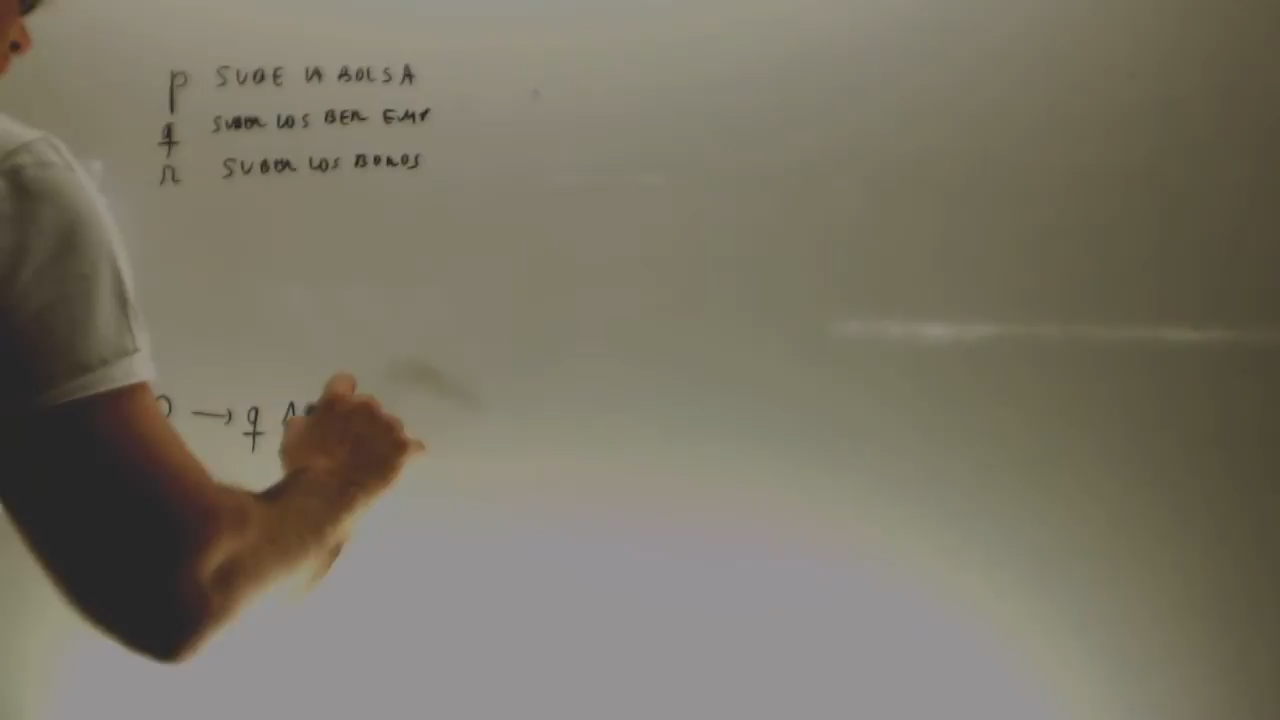 p SUBE LA BOLSA
q SUBEN LOS BEN EMP
r SUBEN LOS BONOS
p → q ∧